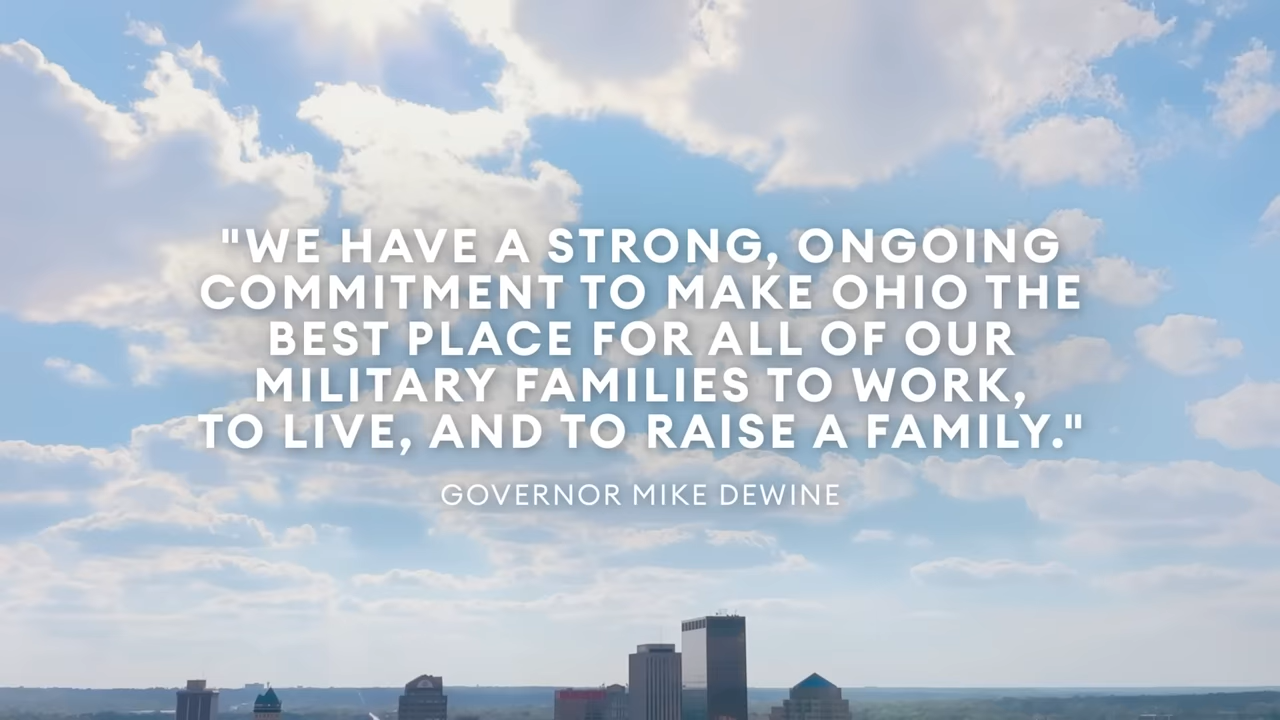 "WE HAVE A STRONG, ONGOING
COMMITMENT TO MAKE OHIO THE
BEST PLACE FOR ALL OF OUR
MILITARY FAMILIES TO WORK,
TO LIVE, AND TO RAISE A FAMILY."
GOVERNOR MIKE DEWINE